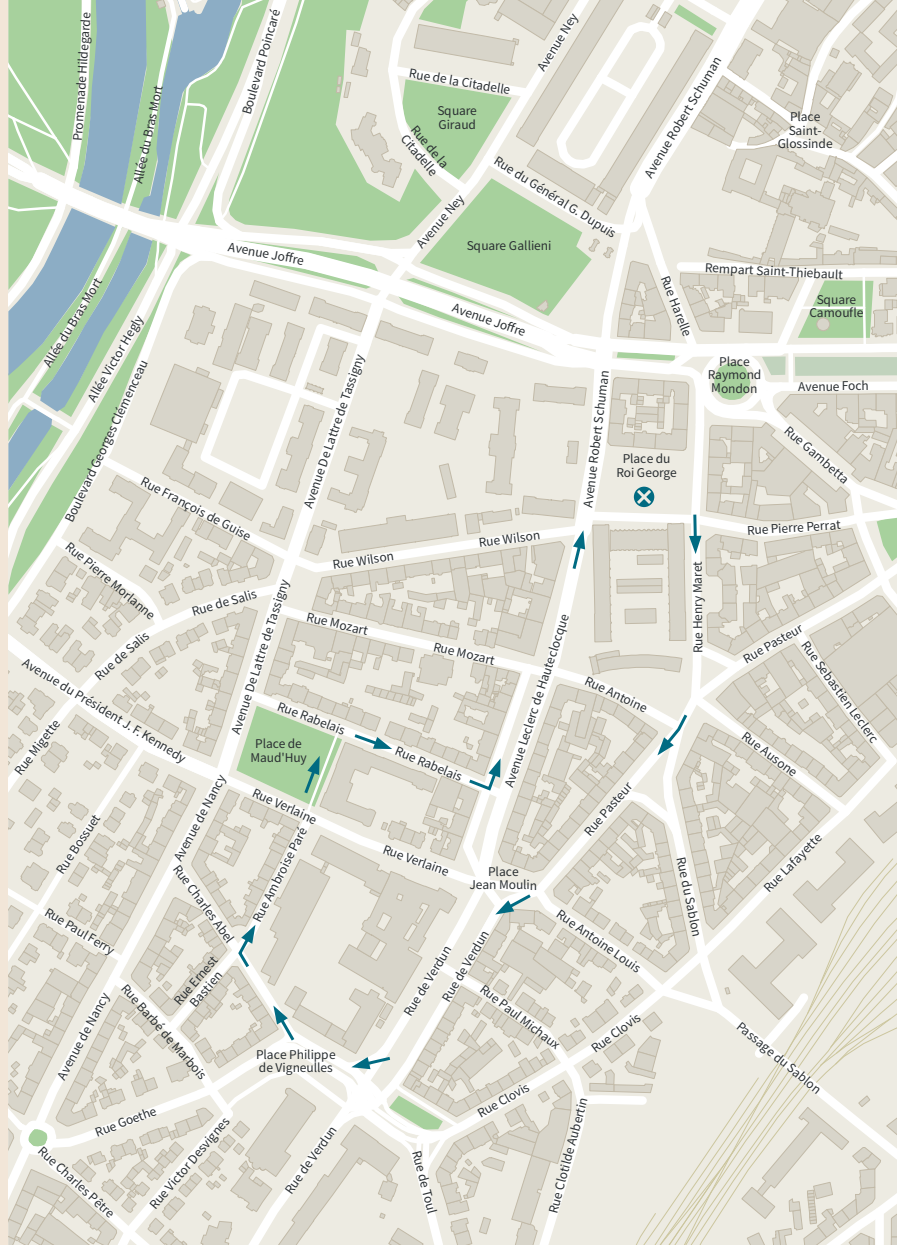 Promenade Hildegarde
Allée du Bras Mort
Boulevard Poincaré
Avenue Ney
Rue de la Citadelle
Square
Giraud
Rue de la
Citadelle
Avenue Robert Schuman
Place
Saint-
Glossinde
Rue du Général G. Dupuis
Avenue Ney
Square Gallieni
Avenue Joffre
Rempart Saint-Thiebault
Rue Harelle
Square
Camoufle
Allée du Bras Mort
Allée Victor Hegly
Avenue Joffre
Place
Raymond
Mondon
Avenue Foch
Boulevard Georges Clémenceau
Avenue De Lattre de Tassigny
Avenue Robert Schuman
Rue Gambetta
Place du
Roi George
Rue François de Guise
Rue Pierre Perrat
Rue Wilson
Rue Wilson
Rue Pierre Morlanne
Rue de Salis
Rue Henry Maret
Rue Mozart
Rue Mozart
Rue de Salis
Avenue De Lattre de Tassigny
Avenue Leclerc de Hauteclocque
Rue Pasteur
Rue Sebastien Leclerc
Avenue du Président J. F. Kennedy
Rue Antoine
Rue Migette
Rue Rabelais
Place de
Maud'Huy
Rue Rabelais
Rue Ausone
Rue Verlaine
Rue Pasteur
Avenue de Nancy
Rue Bossuet
Rue Verlaine
Rue Ambroise Paré
Rue Charles Abel
Place
Jean Moulin
Rue Lafayette
Rue du Sablon
Rue Paul Ferry
Rue Antoine Louis
Rue Ernest
Bastien
Rue de Verdun
Rue de Verdun
Rue Barbé de Marbois
Rue Paul Michaux
Avenue de Nancy
Rue Clovis
Passage du Sablon
Place Philippe
de Vigneulles
Rue Goethe
Rue Clovis
Rue Victor Desvignes
Rue de Verdun
Rue Clotilde Aubertin
Rue Charles Pêtre
Rue de Toul